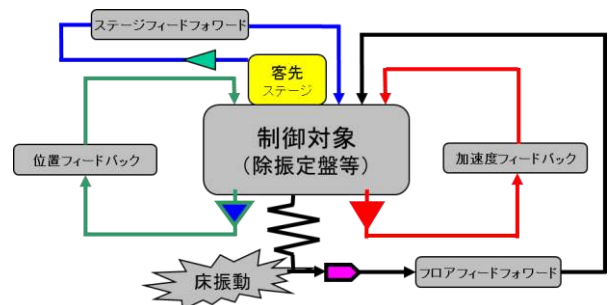 ステージフィードフォワード
客先
ステージ
制御対象
(除振定盤等)
位置フィードバック
加速度フィードバック
床振動
フロアフィードフォワード